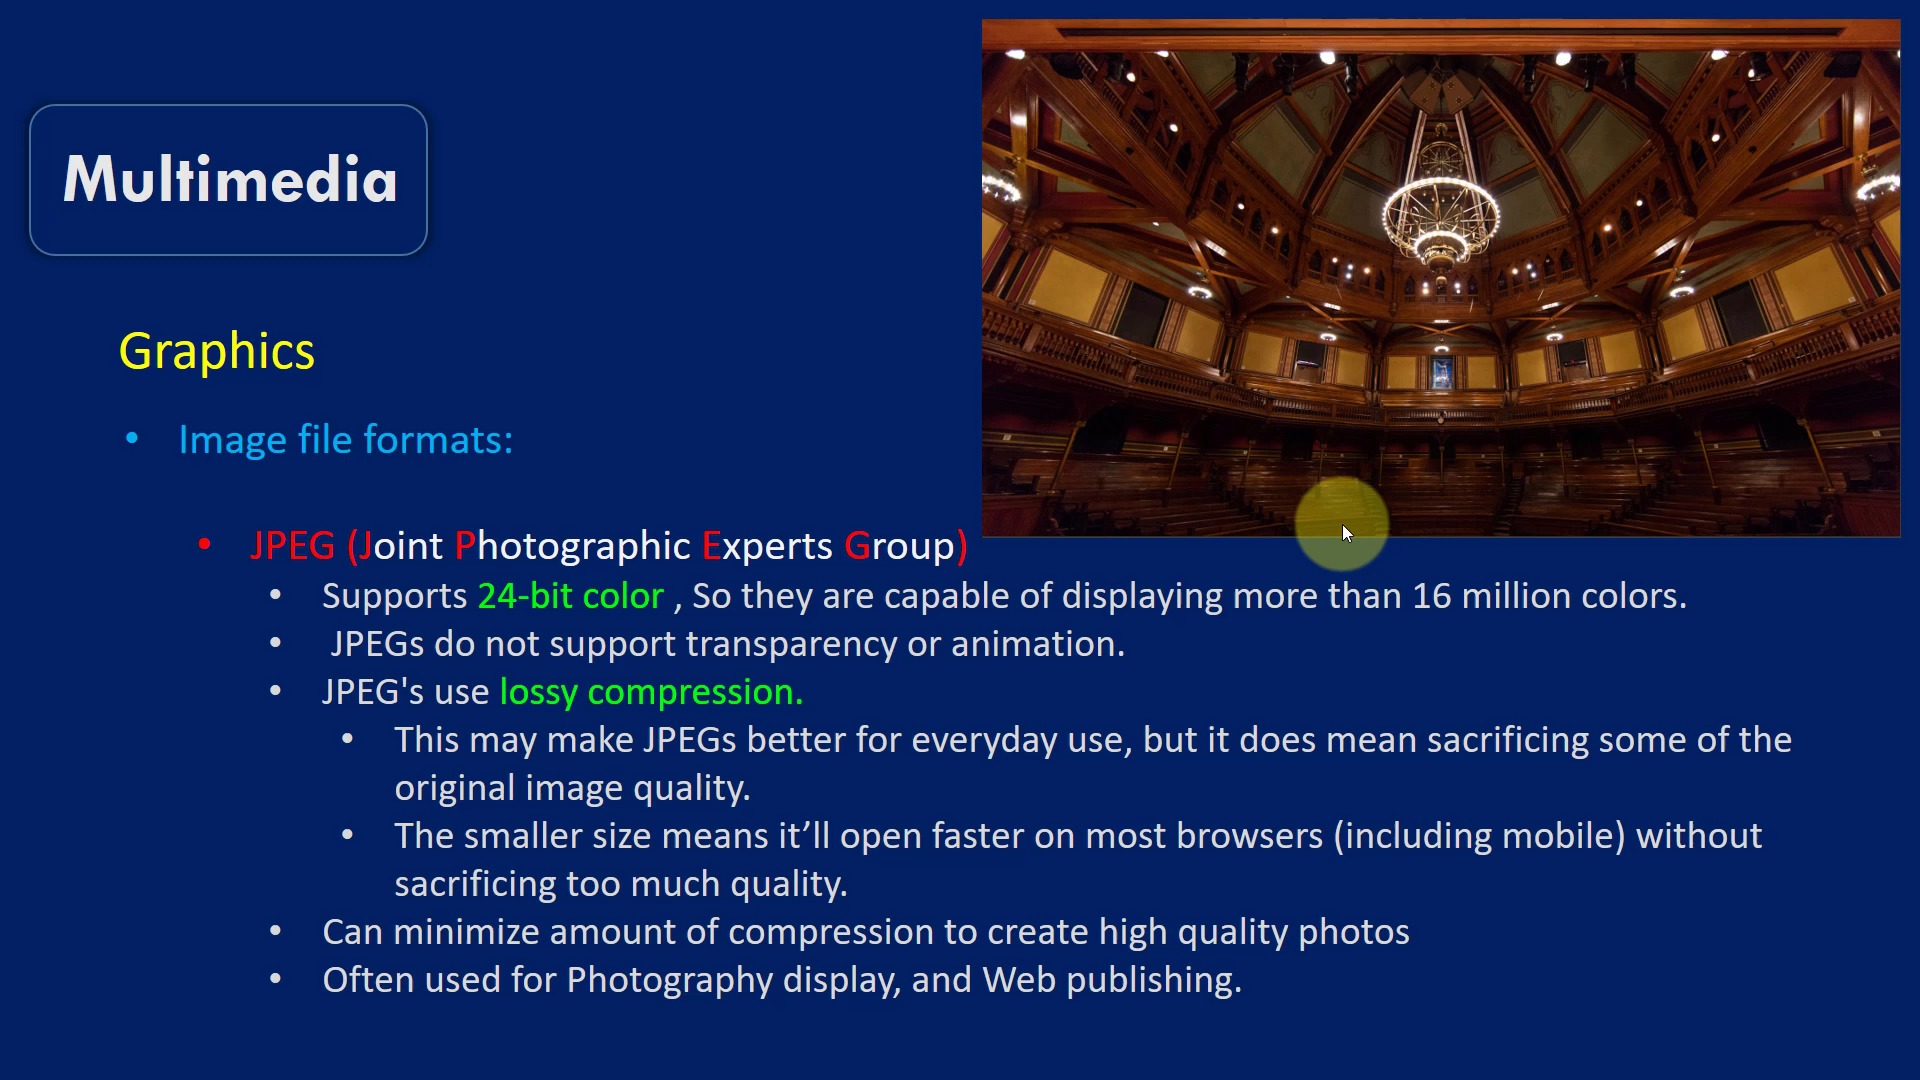 Multimedia
Graphics
• Image file formats:
• JPEG (Joint Photographic Experts Group)
• Supports 24-bit color , So they are capable of displaying more than 16 million colors.
• JPEGs do not support transparency or animation.
• JPEG's use lossy compression.
• This may make JPEGs better for everyday use, but it does mean sacrificing some of the
original image quality.
• The smaller size means it’ll open faster on most browsers (including mobile) without
sacrificing too much quality.
• Can minimize amount of compression to create high quality photos
• Often used for Photography display, and Web publishing.